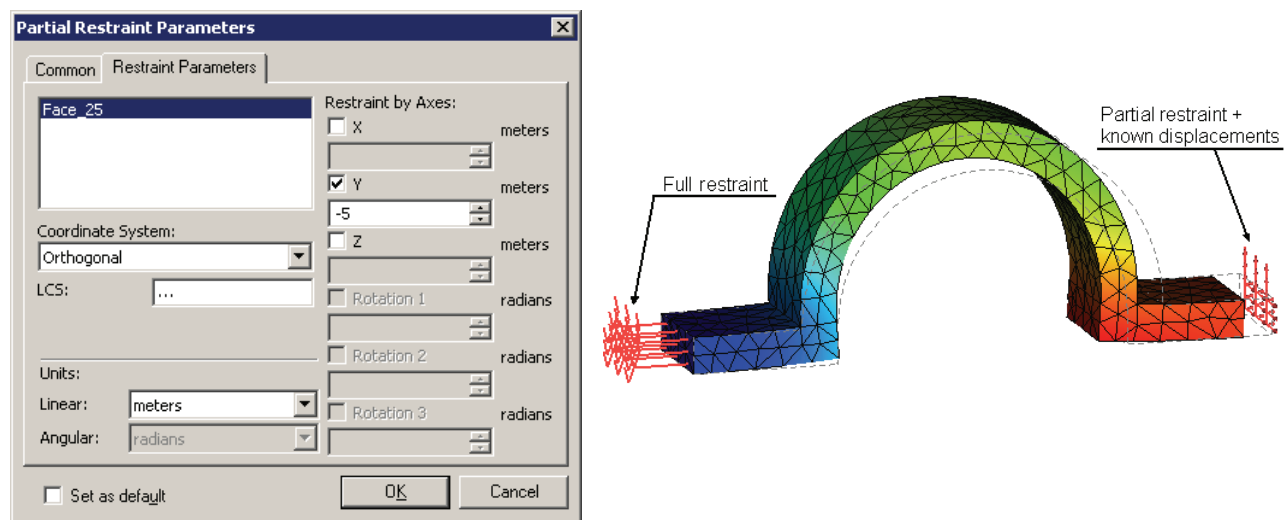 Partial Restraint Parameters
Common
Restraint Parameters
Face_25
Restraint by Axes:
X
meters
Y
meters
-5
Z
meters
Coordinate System:
Orthogonal
LCS:
...
Rotation 1
radians
Rotation 2
radians
Units:
Linear:
meters
Rotation 3
radians
Angular:
radians
Set as default
OK
Cancel
Full restraint
Partial restraint +
known displacements